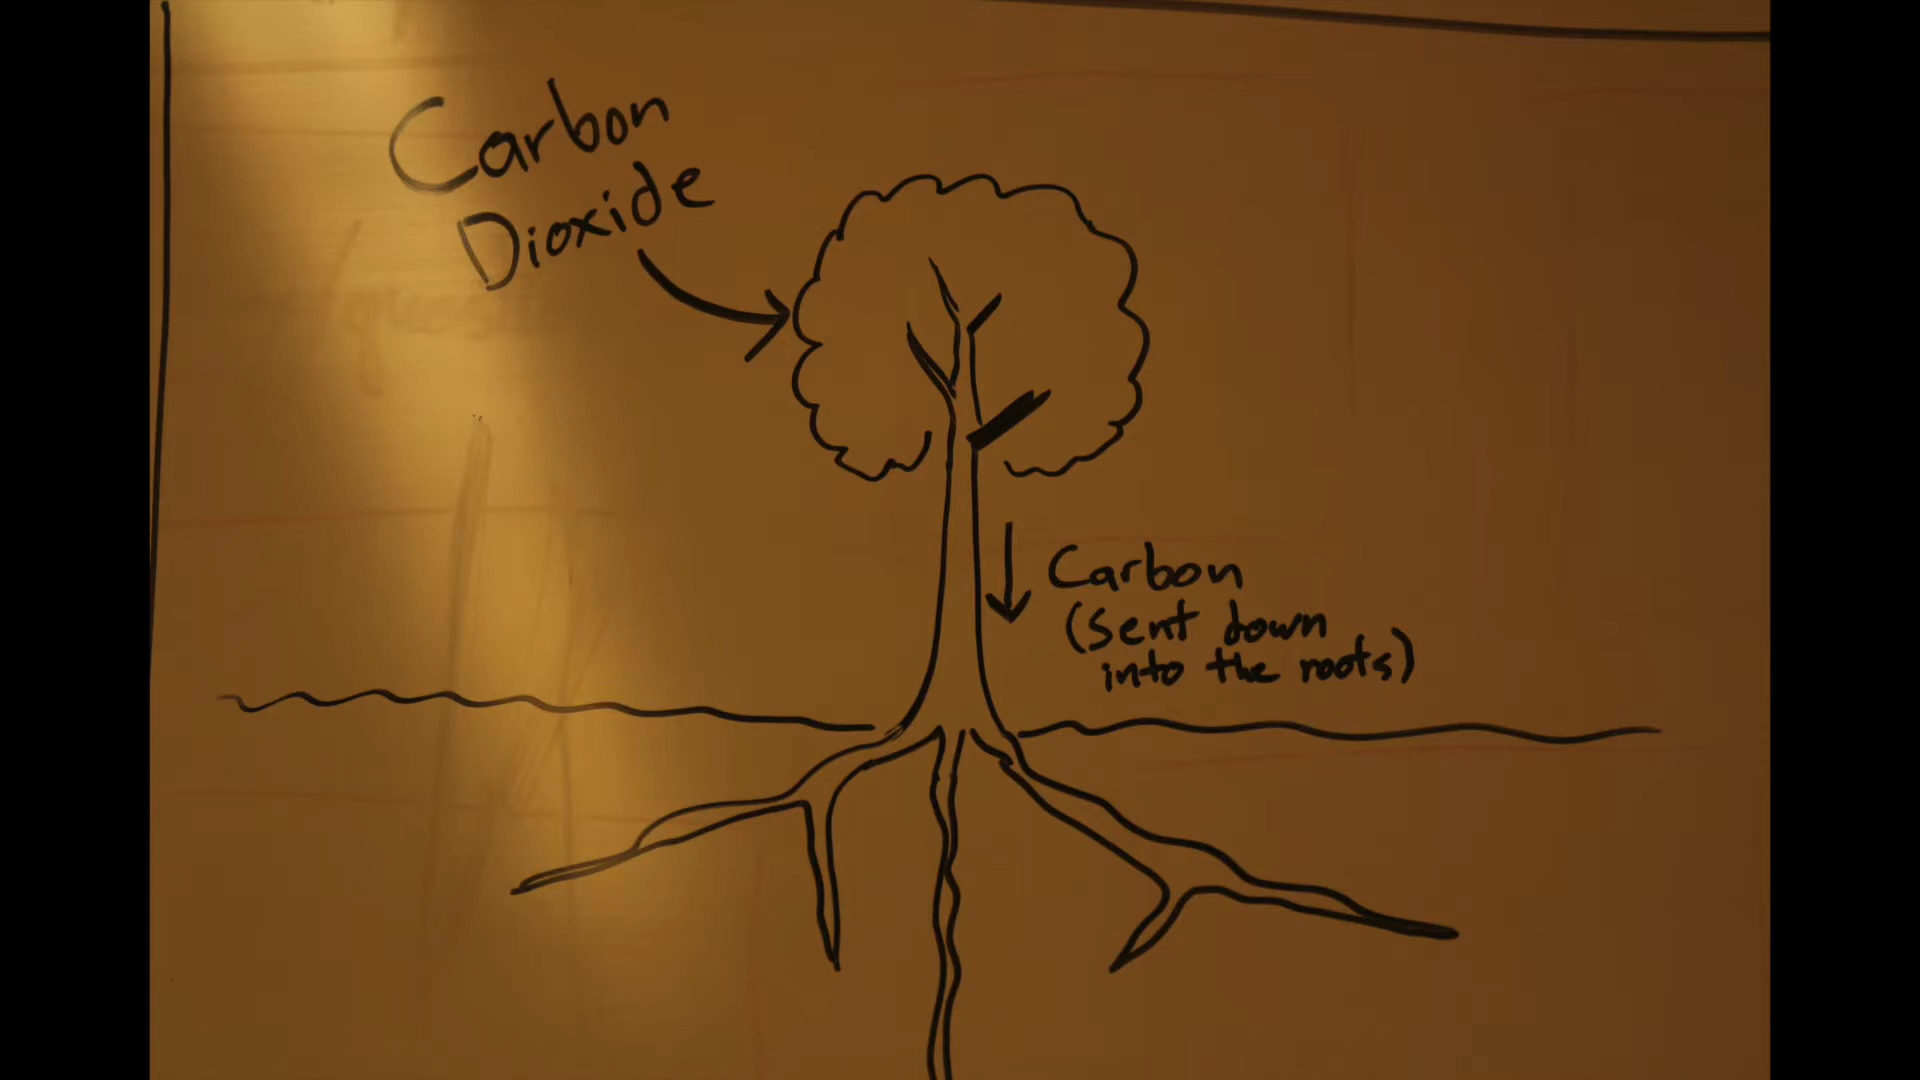 Carbon
Dioxide
Carbon
(sent down
into the roots)